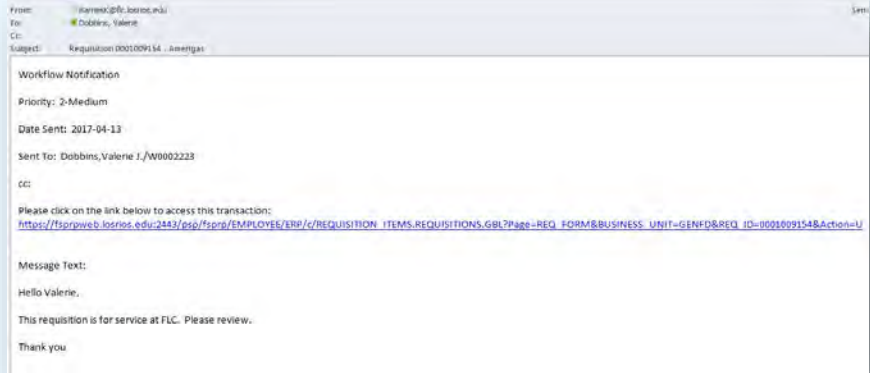 From:
To: Dobbins, Valerie
Cc:
Subject: Requisition 0001009154 - Amerigas
Workflow Notification
Priority: 2-Medium
Date Sent: 2017-04-13
Sent To: Dobbins,Valerie J./W0002223
cc:
Please click on the link below to access this transaction:
https://fsprpweb.losrios.edu:2443/psp/fsprp/EMPLOYEE/ERP/c/REQUISITION_ITEMS.REQUISITIONS.GBL?Page=REQ_FORM&BUSINESS_UNIT=GENFD&REQ_ID=0001009154&Action=U
Message Text:
Hello Valerie,
This requisition is for service at FLC. Please review.
Thank you